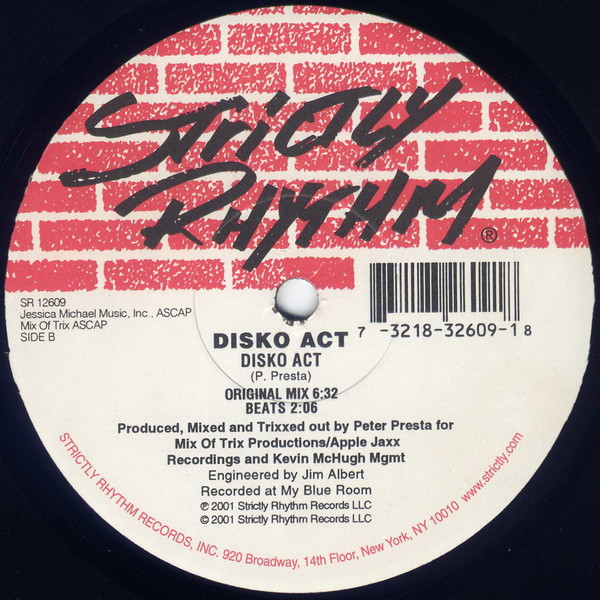 STRICTLY
RHYTHM®
SR 12609
Jessica Michael Music, Inc., ASCAP
Mix Of Trix ASCAP
SIDE B
7 -3218-32609-1 8
DISKO ACT
DISKO ACT
(P. Presta)
ORIGINAL MIX 6:32
BEATS 2:06
Produced, Mixed and Trixxed out by Peter Presta for
Mix Of Trix Productions/Apple Jaxx
Recordings and Kevin McHugh Mgmt
Engineered by Jim Albert
Recorded at My Blue Room
℗ 2001 Strictly Rhythm Records LLC
© 2001 Strictly Rhythm Records LLC
STRICTLY RHYTHM RECORDS, INC. 920 Broadway, 14th Floor, New York, NY 10010 www.strictly.com